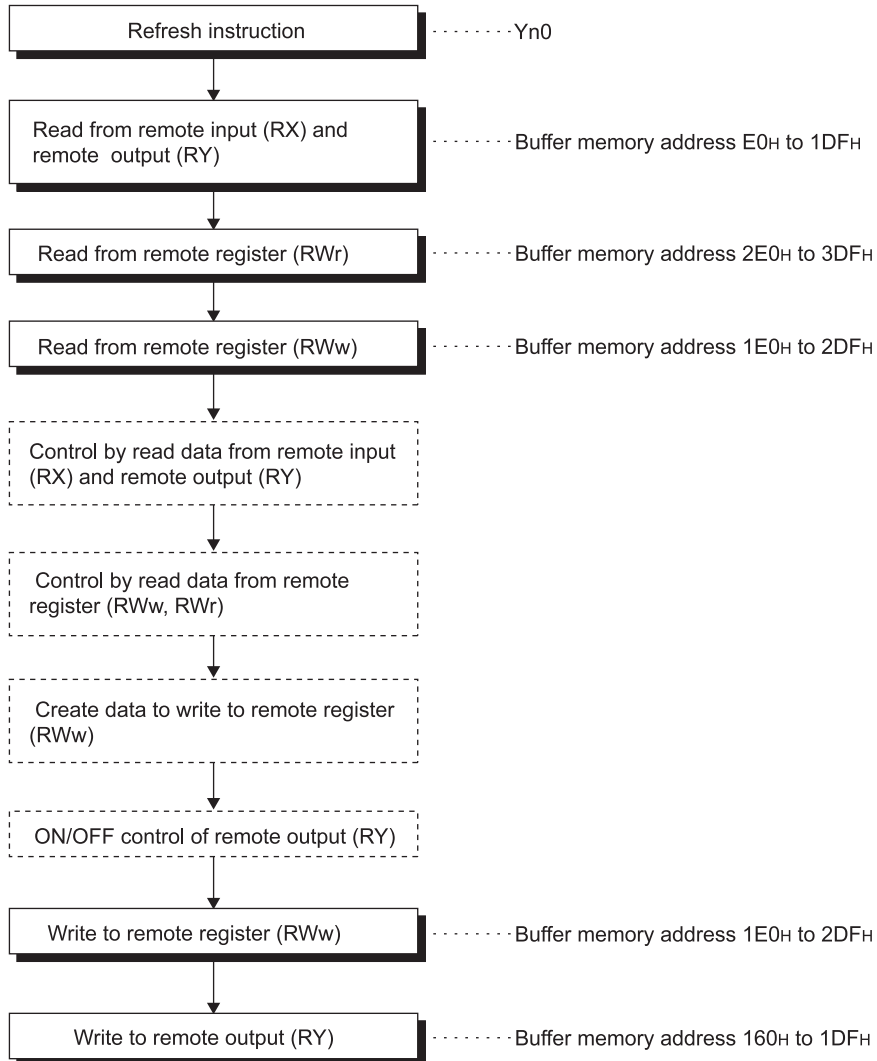 Refresh instruction
Yn0
Read from remote input (RX) and
remote output (RY)
Buffer memory address E0H to 1DFH
Read from remote register (RWr)
Buffer memory address 2E0H to 3DFH
Read from remote register (RWw)
Buffer memory address 1E0H to 2DFH
Control by read data from remote input
(RX) and remote output (RY)
Control by read data from remote
register (RWw, RWr)
Create data to write to remote register
(RWw)
ON/OFF control of remote output (RY)
Write to remote register (RWw)
Buffer memory address 1E0H to 2DFH
Write to remote output (RY)
Buffer memory address 160H to 1DFH